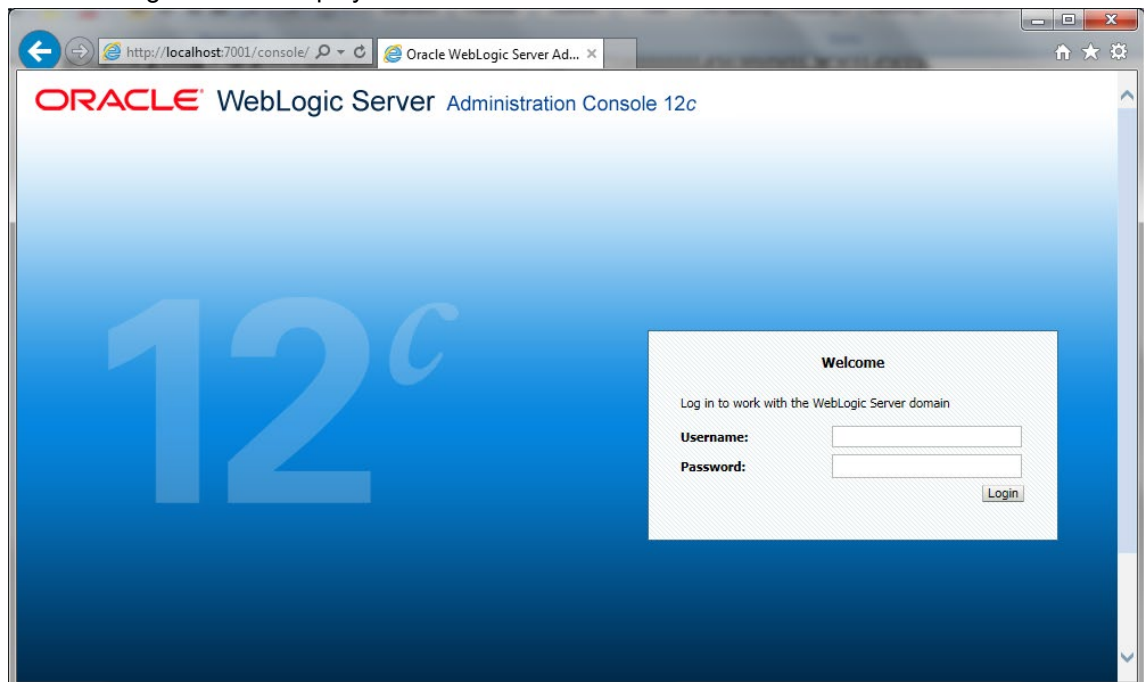 http://localhost:7001/console/
Oracle WebLogic Server Ad...
ORACLE WebLogic Server Administration Console 12c
12c
Welcome
Log in to work with the WebLogic Server domain
Username:
Password:
Login